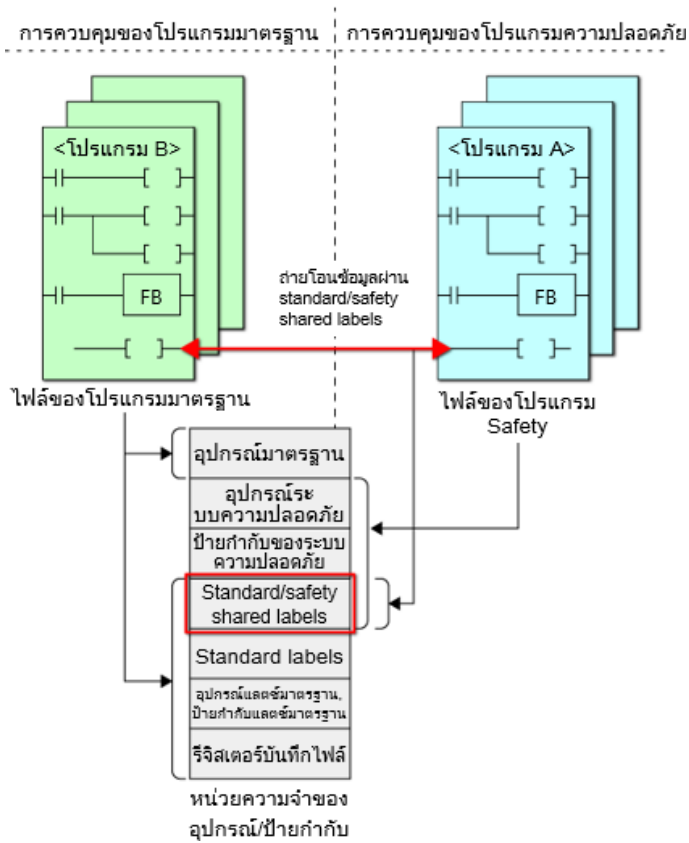 การควบคุมของโปรแกรมมาตรฐาน
การควบคุมของโปรแกรมความปลอดภัย
<โปรแกรม B>
FB
<โปรแกรม A>
FB
ถ่ายโอนข้อมูลผ่าน
standard/safety
shared labels
ไฟล์ของโปรแกรมมาตรฐาน
ไฟล์ของโปรแกรม
Safety
อุปกรณ์มาตรฐาน
อุปกรณ์ระ
บบความปลอดภัย
ป้ายกำกับของระบบ
ความปลอดภัย
Standard/safety
shared labels
Standard labels
อุปกรณ์แลตช์มาตรฐาน,
ป้ายกำกับแลตช์มาตรฐาน
รีจิสเตอร์บันทึกไฟล์
หน่วยความจำของ
อุปกรณ์/ป้ายกำกับ